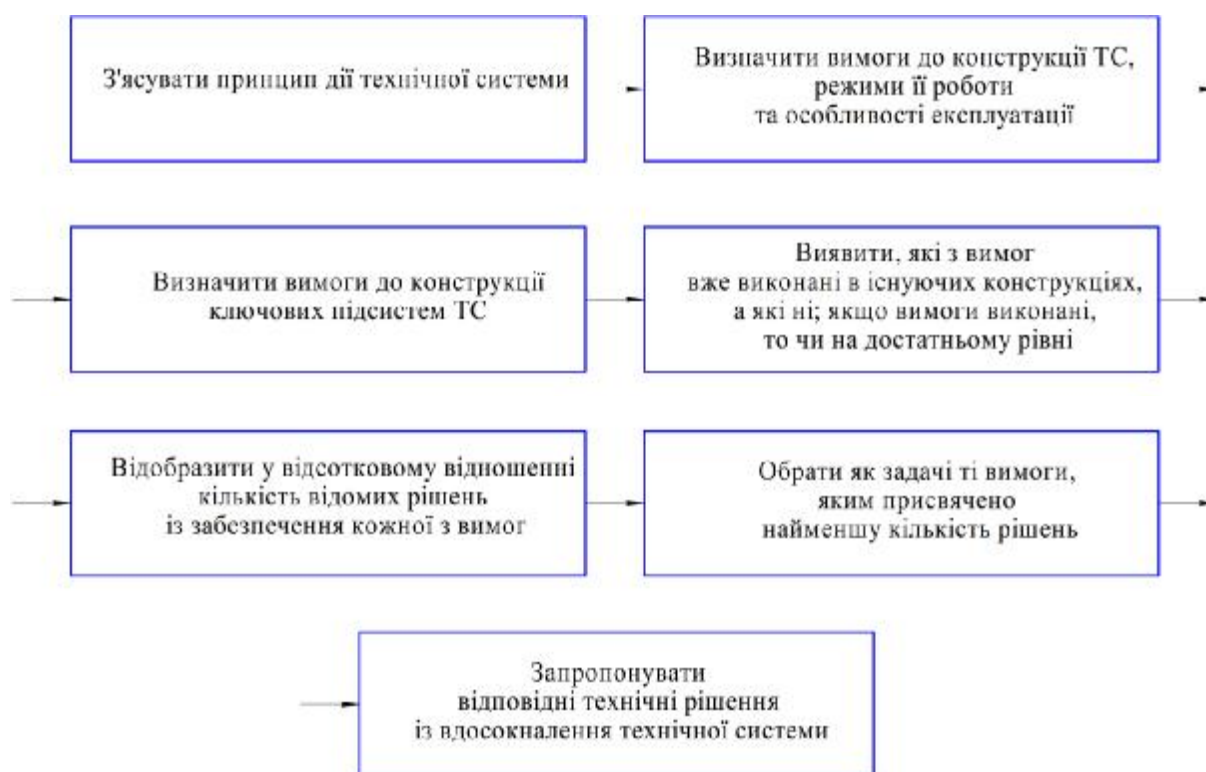 З'ясувати принцип дії технічної системи
Визначити вимоги до конструкції ТС,
режими її роботи
та особливості експлуатації
Визначити вимоги до конструкції
ключових підсистем ТС
Виявити, які з вимог
вже виконані в існуючих конструкціях,
а які ні; якщо вимоги виконані,
то чи на достатньому рівні
Відобразити у відсотковому відношенні
кількість відомих рішень
із забезпечення кожної з вимог
Обрати як задачі ті вимоги,
яким присвячено
найменшу кількість рішень
Запропонувати
відповідні технічні рішення
із вдосокналення технічної системи